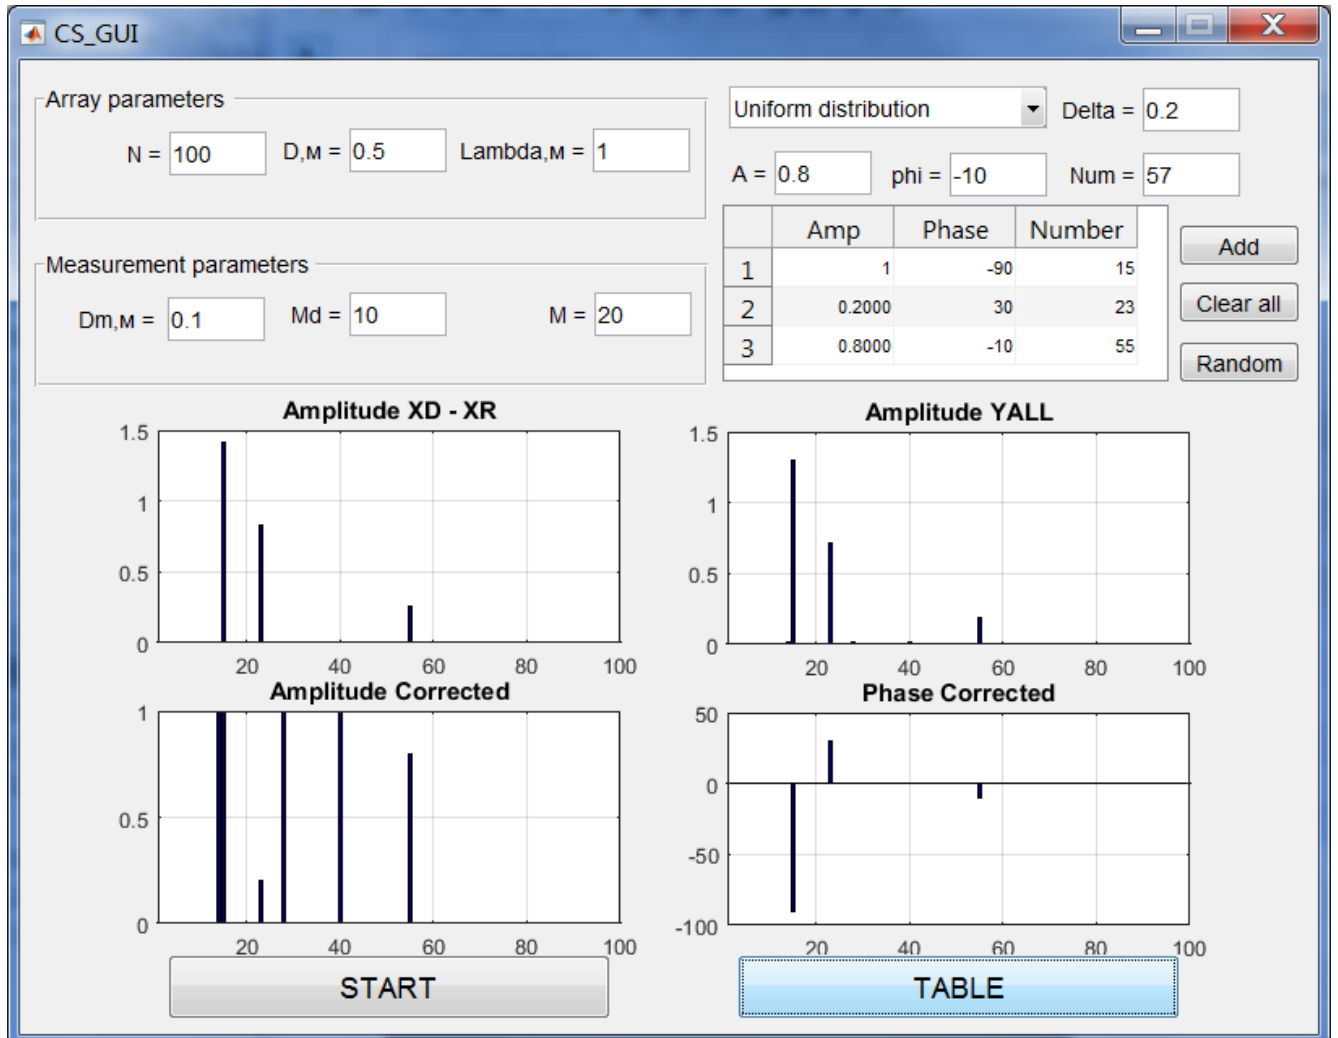 CS_GUI
Array parameters
N = 100 D,м = 0.5 Lambda,м = 1
Measurement parameters
Dm,м = 0.1 Md = 10 M = 20
Uniform distribution Delta = 0.2
A = 0.8 phi = -10 Num = 57
Amp Phase Number
1 1 -90 15
2 0.2000 30 23
3 0.8000 -10 55
Add
Clear all
Random
Amplitude XD - XR
1.5
1
0.5
0
20 40 60 80 100
Amplitude YALL
1.5
1
0.5
0
20 40 60 80 100
Amplitude Corrected
1
0.5
0
20 40 60 80 100
Phase Corrected
50
0
-50
-100
20 40 60 80 100
START
TABLE